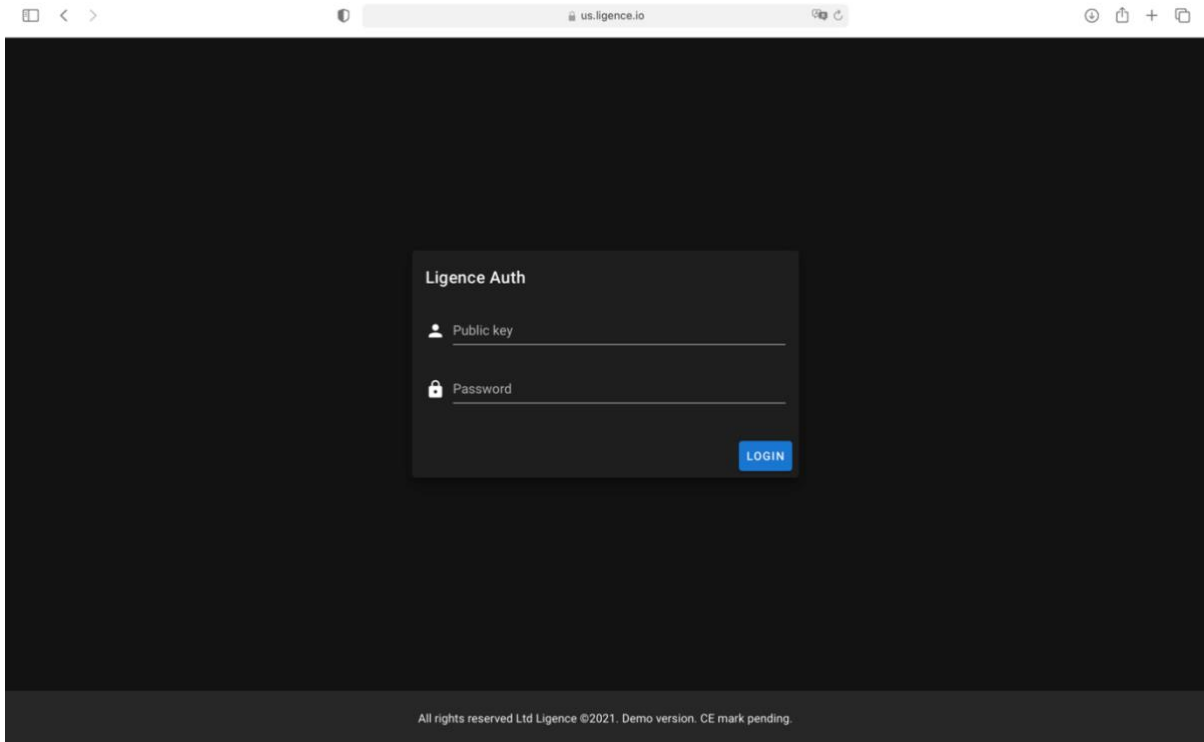 us.ligence.io
Ligence Auth
Public key
Password
LOGIN
All rights reserved Ltd Ligence ©2021. Demo version. CE mark pending.